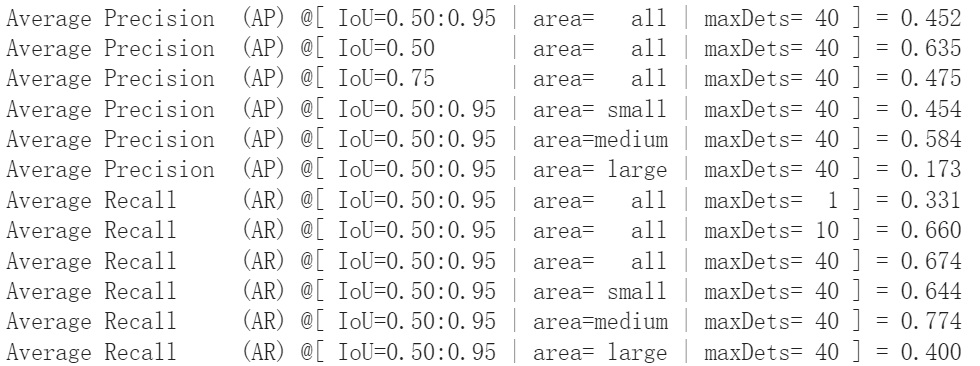 Average Precision  (AP) @[ IoU=0.50:0.95 | area=   all | maxDets= 40 ] = 0.452
Average Precision  (AP) @[ IoU=0.50      | area=   all | maxDets= 40 ] = 0.635
Average Precision  (AP) @[ IoU=0.75      | area=   all | maxDets= 40 ] = 0.475
Average Precision  (AP) @[ IoU=0.50:0.95 | area= small | maxDets= 40 ] = 0.454
Average Precision  (AP) @[ IoU=0.50:0.95 | area=medium | maxDets= 40 ] = 0.584
Average Precision  (AP) @[ IoU=0.50:0.95 | area= large | maxDets= 40 ] = 0.173
Average Recall     (AR) @[ IoU=0.50:0.95 | area=   all | maxDets=  1 ] = 0.331
Average Recall     (AR) @[ IoU=0.50:0.95 | area=   all | maxDets= 10 ] = 0.660
Average Recall     (AR) @[ IoU=0.50:0.95 | area=   all | maxDets= 40 ] = 0.674
Average Recall     (AR) @[ IoU=0.50:0.95 | area= small | maxDets= 40 ] = 0.644
Average Recall     (AR) @[ IoU=0.50:0.95 | area=medium | maxDets= 40 ] = 0.774
Average Recall     (AR) @[ IoU=0.50:0.95 | area= large | maxDets= 40 ] = 0.400